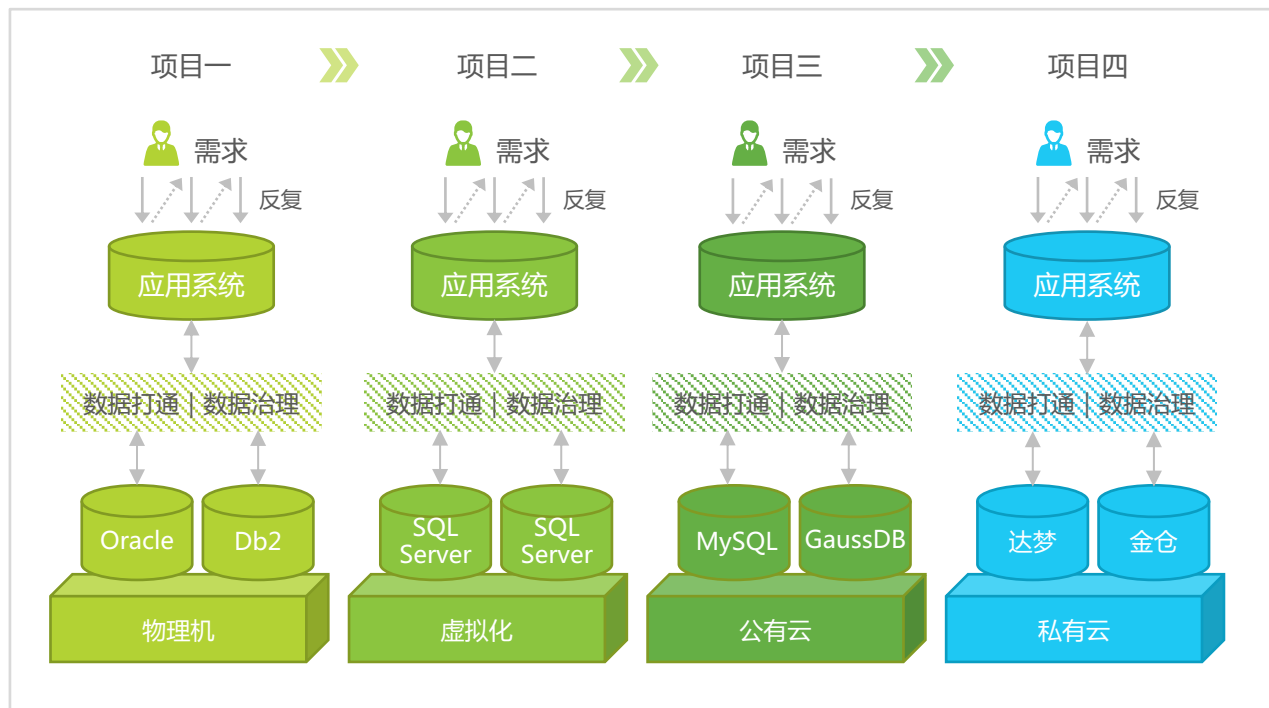 项目一
项目二
项目三
项目四
需求
需求
需求
需求
反复
反复
反复
反复
应用系统
应用系统
应用系统
应用系统
数据打通 | 数据治理
数据打通 | 数据治理
数据打通 | 数据治理
数据打通 | 数据治理
Oracle
Db2
SQL
Server
SQL
Server
MySQL
GaussDB
达梦
金仓
物理机
虚拟化
公有云
私有云